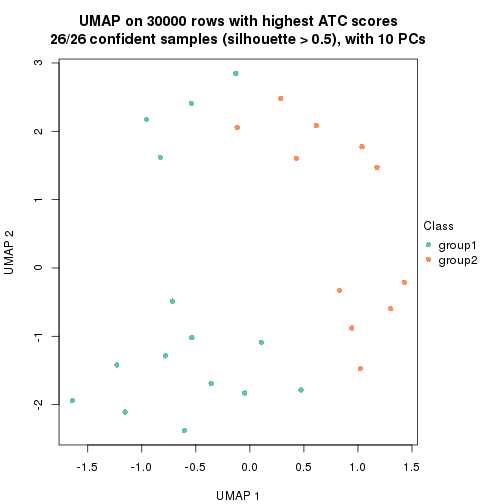 UMAP on 30000 rows with highest ATC scores
26/26 confident samples (silhouette > 0.5), with 10 PCs
3
2
1
0
-1
-2
UMAP 2
-1.5 -1.0 -0.5 0.0 0.5 1.0 1.5
UMAP 1
Class
group1
group2